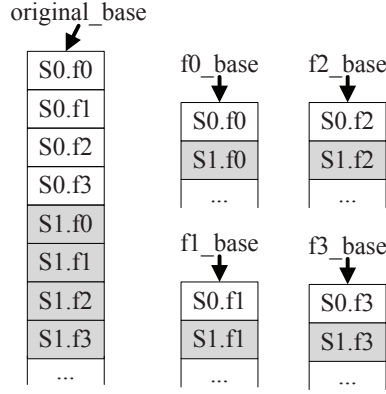 original_base
S0.f0
S0.f1
S0.f2
S0.f3
S1.f0
S1.f1
S1.f2
S1.f3
...
f0_base
S0.f0
S1.f0
...
f2_base
S0.f2
S1.f2
...
f1_base
S0.f1
S1.f1
...
f3_base
S0.f3
S1.f3
...